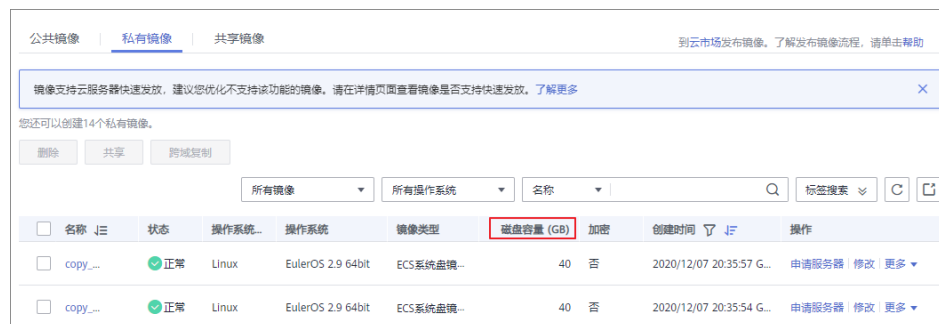 公共镜像 私有镜像 共享镜像
到云市场发布镜像。了解发布镜像流程，请单击帮助
镜像支持云服务器快速发放，建议您优化不支持该功能的镜像。请在详情页面查看镜像是否支持快速发放。了解更多
您还可以创建14个私有镜像。
删除 共享 跨域复制
所有镜像 所有操作系统 名称 标签搜索
名称 状态 操作系统... 操作系统 镜像类型 磁盘容量 (GB) 加密 创建时间 操作
copy_... 正常 Linux EulerOS 2.9 64bit ECS系统盘镜... 40 否 2020/12/07 20:35:57 G... 申请服务器 修改 更多
copy_... 正常 Linux EulerOS 2.9 64bit ECS系统盘镜... 40 否 2020/12/07 20:35:54 G... 申请服务器 修改 更多